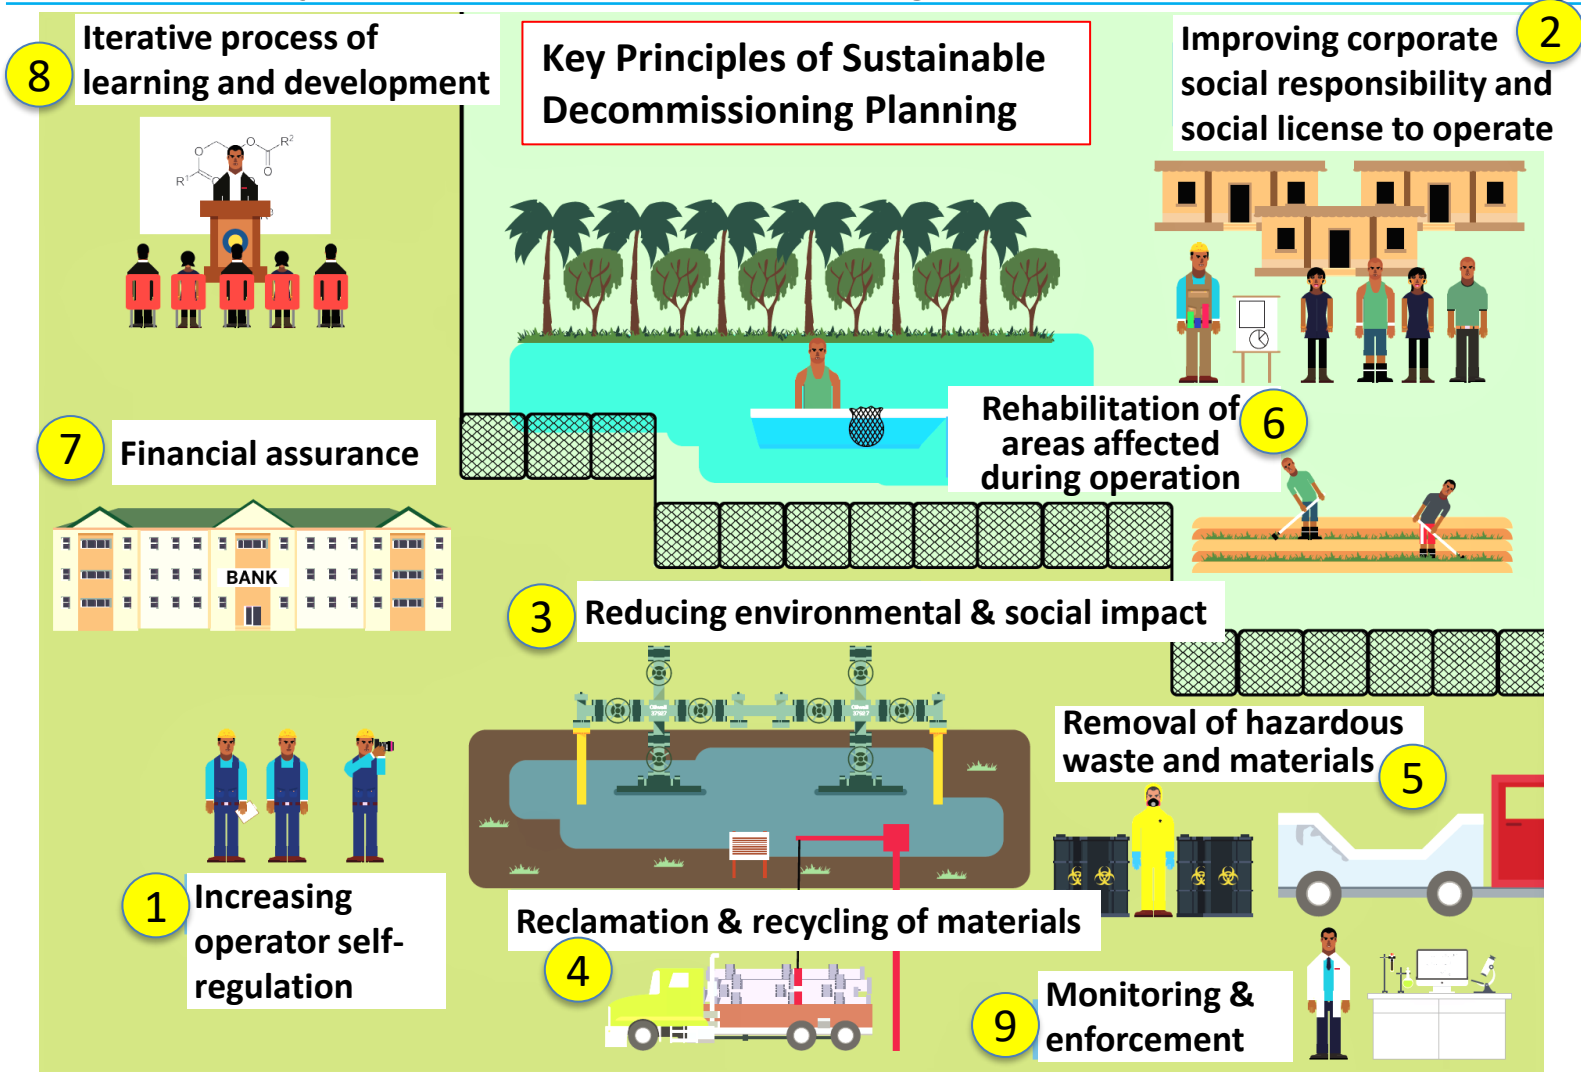 Key Principles of Sustainable
Decommissioning Planning
8
Iterative process of
learning and development
2
Improving corporate
social responsibility and
social license to operate
R¹
O
O
R²
O
7
Financial assurance
BANK
6
Rehabilitation of
areas affected
during operation
3
Reducing environmental & social impact
5
Removal of hazardous
waste and materials
1
Increasing
operator self-
regulation
4
Reclamation & recycling of materials
9
Monitoring &
enforcement